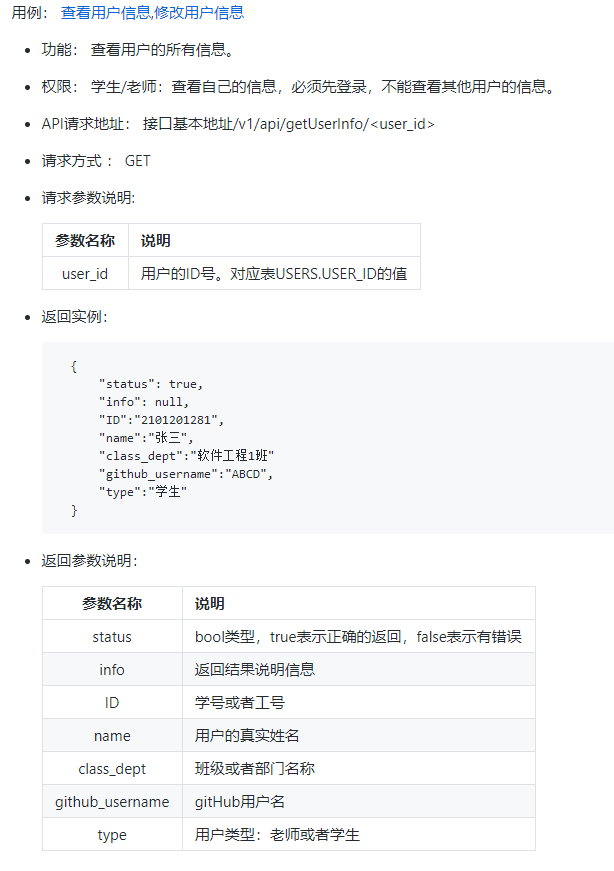 用例： 查看用户信息,修改用户信息
功能： 查看用户的所有信息。
权限： 学生/老师：查看自己的信息，必须先登录，不能查看其他用户的信息。
API请求地址： 接口基本地址/v1/api/getUserInfo/<user_id>
请求方式 ： GET
请求参数说明:
参数名称 说明
user_id 用户的ID号。对应表USERS.USER_ID的值
返回实例：
{
"status": true,
"info": null,
"ID":"2101201281",
"name":"张三",
"class_dept":"软件工程1班"
"github_username":"ABCD",
"type":"学生"
}
返回参数说明：
参数名称 说明
status bool类型，true表示正确的返回，false表示有错误
info 返回结果说明信息
ID 学号或者工号
name 用户的真实姓名
class_dept 班级或者部门名称
github_username gitHub用户名
type 用户类型：老师或者学生